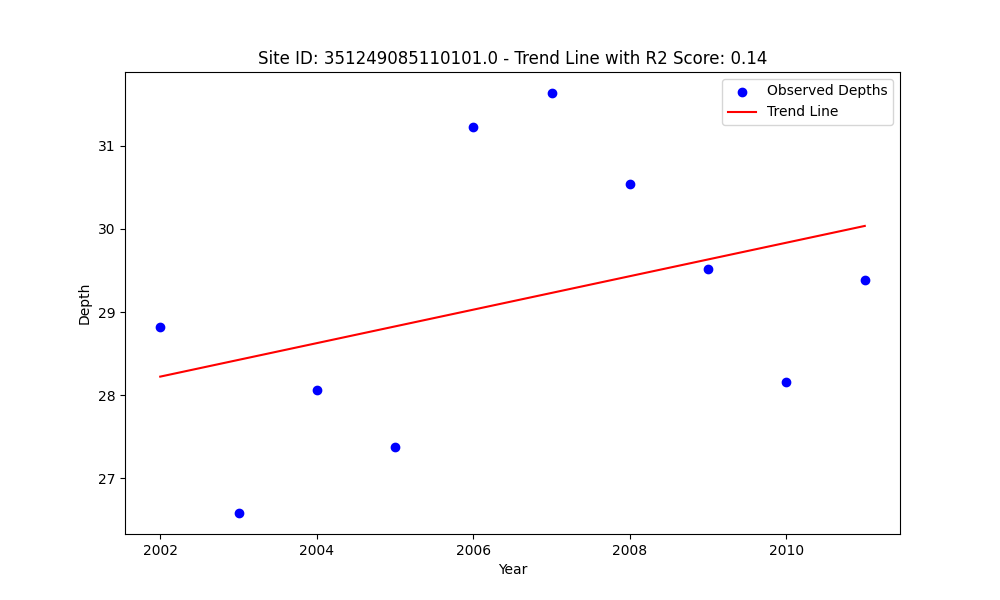 Site ID: 351249085110101.0 - Trend Line with R2 Score: 0.14
Observed Depths
Trend Line
31
30
29
28
27
Depth
2002
2004
2006
2008
2010
Year